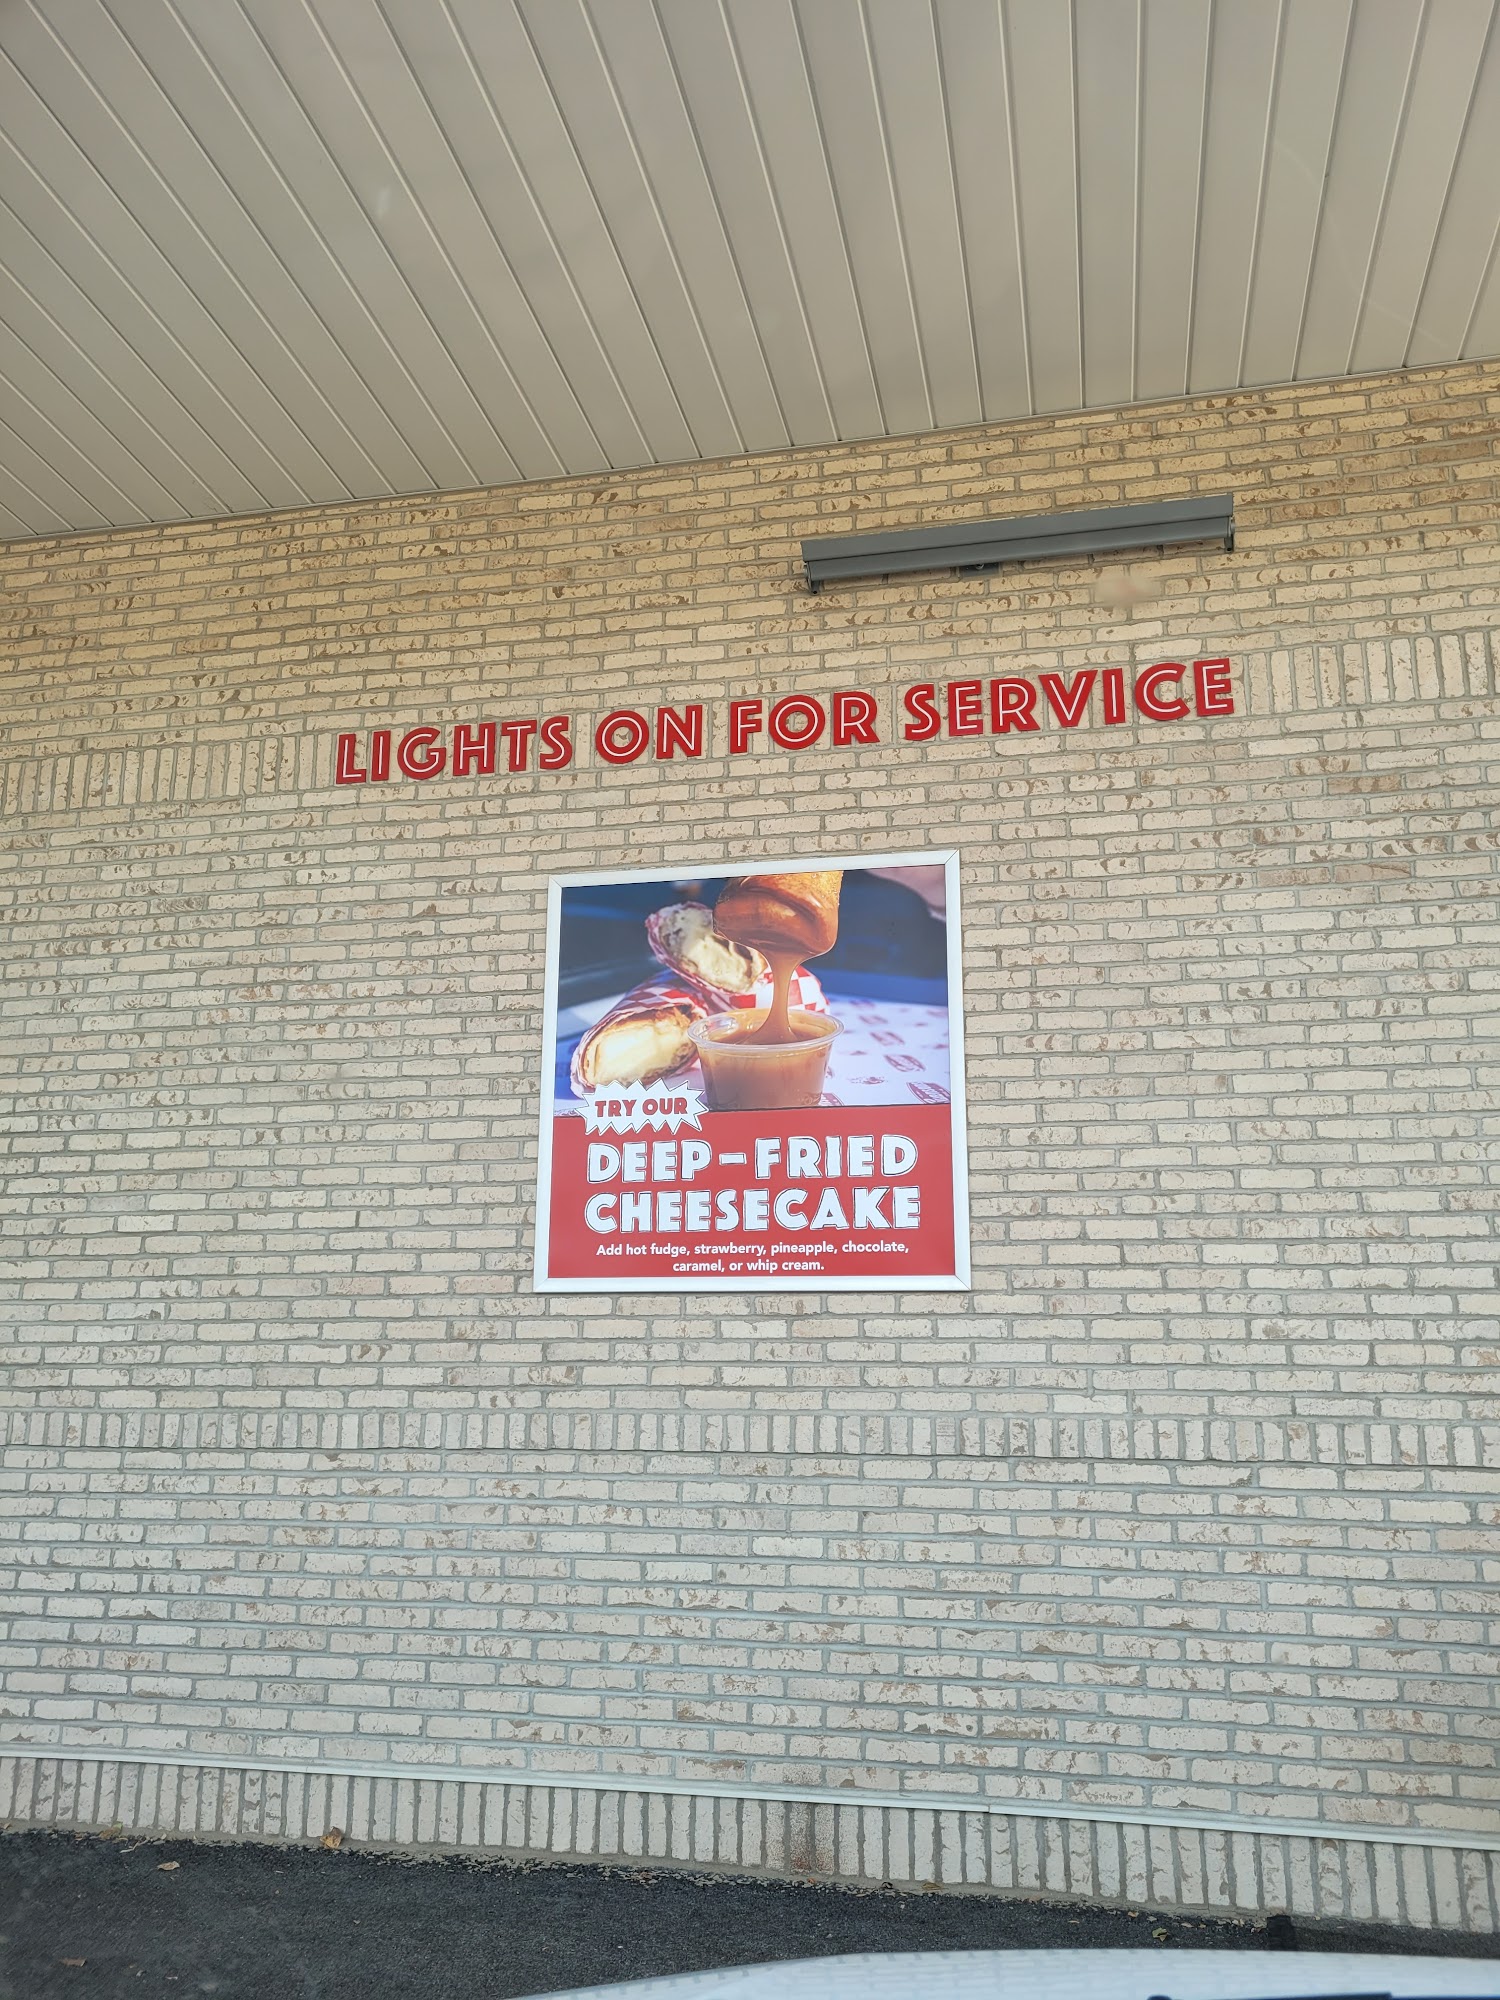 LIGHTS ON FOR SERVICE
TRY OUR
DEEP-FRIED
CHEESECAKE
Add hot fudge, strawberry, pineapple, chocolate,
caramel, or whip cream.